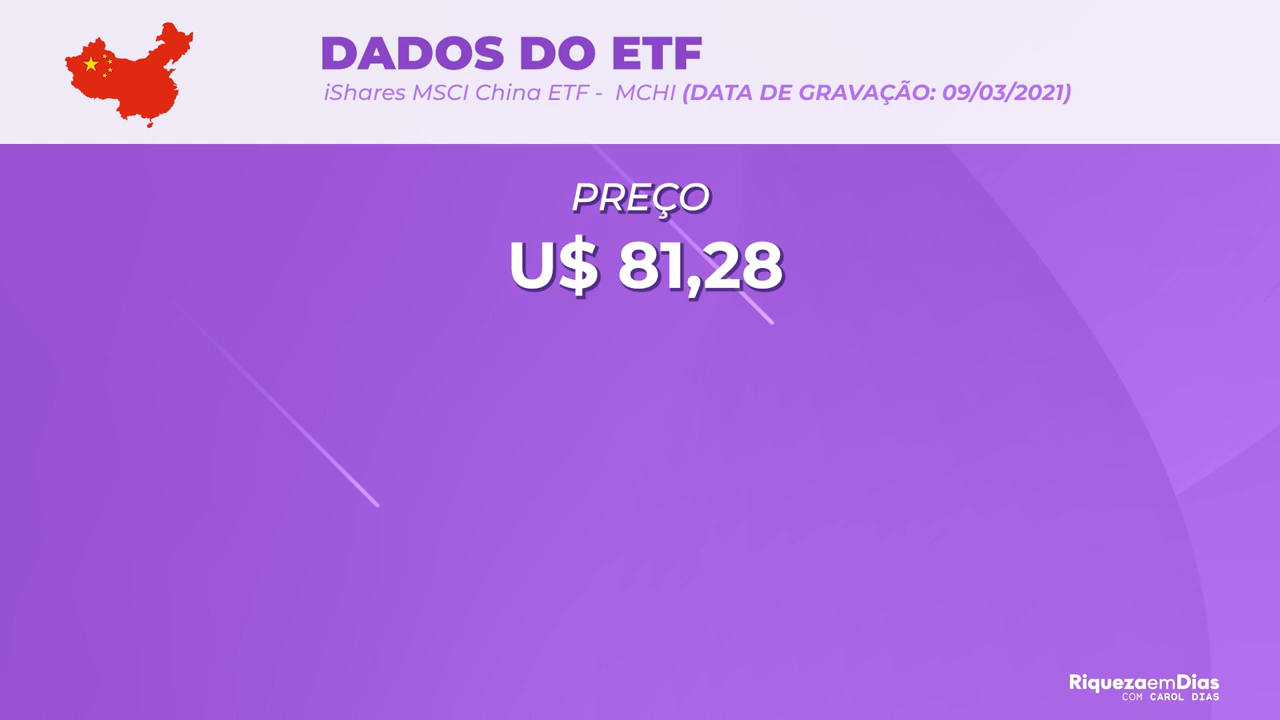 DADOS DO ETF
iShares MSCI China ETF - MCHI (DATA DE GRAVAÇÃO: 09/03/2021)
PREÇO
U$ 81,28
RiquezaemDias
COM CAROL DIAS